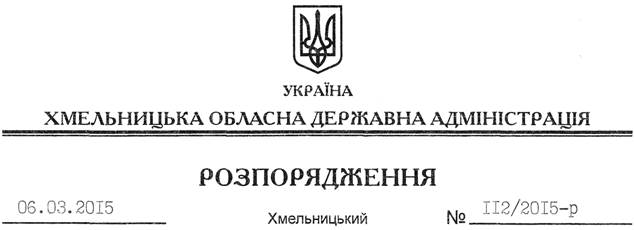 УКРАЇНА
ХМЕЛЬНИЦЬКА ОБЛАСНА ДЕРЖАВНА АДМІНІСТРАЦІЯ
РОЗПОРЯДЖЕННЯ
06.03.2015 Хмельницький № 112/2015-р